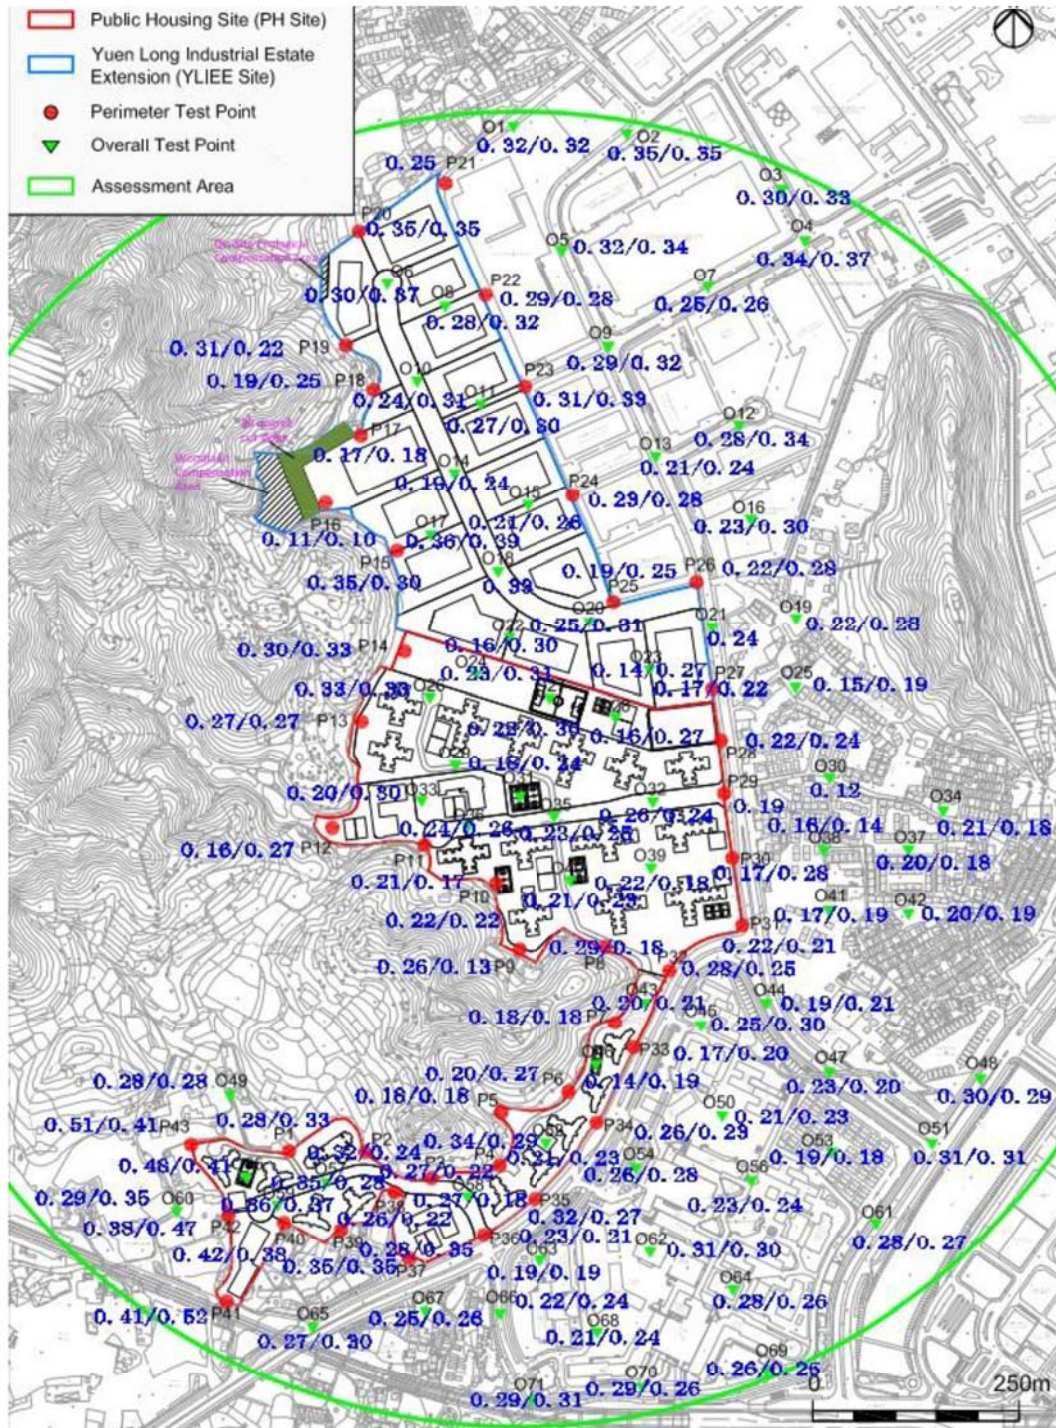 Public Housing Site (PH Site)
Yuen Long Industrial Estate
Extension (YLIEE Site)
Perimeter Test Point
Overall Test Point
Assessment Area
O1
0.32/0.32
O2
0.35/0.35
0.25
P21
O3
0.30/0.33
P20
0.35/0.35
O4
0.34/0.37
O5
0.32/0.34
O6
0.30/0.37
O7
0.25/0.26
P22
0.29/0.28
O8
0.28/0.32
O9
0.29/0.32
0.31/0.22
P19
0.19/0.25
P18
O10
0.24/0.31
O11
0.27/0.30
P23
0.31/0.33
O12
0.28/0.34
P17
0.17/0.18
O13
0.21/0.24
O14
0.19/0.24
P24
0.29/0.28
O15
0.21/0.26
O16
0.23/0.30
P16
0.11/0.10
O17
0.36/0.39
P15
0.35/0.30
O18
0.33
0.19/0.25
P25
P26
0.22/0.28
O19
0.22/0.28
O20
0.25/0.31
O21
0.24
O22
0.16/0.30
0.30/0.33
P14
O24
0.23/0.31
O23
0.14/0.27
P27
0.17/0.22
O25
0.15/0.19
0.33/0.33
O26
0.27/0.27
P13
0.16/0.27
P28
0.22/0.24
0.18/0.24
P29
0.19
O30
0.12
0.20/0.30
O33
O31
O32
0.26/0.24
O34
0.21/0.18
O35
0.24/0.26
0.16/0.14
P12
0.16/0.27
O38
O37
0.20/0.18
P11
0.21/0.17
O39
0.22/0.18
P30
0.17/0.28
P10
0.22/0.22
0.21/0.23
O41
0.17/0.19
O42
0.20/0.19
P31
0.22/0.21
P9
0.26/0.13
P8
0.29/0.18
P32
0.28/0.25
O43
0.20/0.21
O44
0.19/0.21
P7
0.18/0.18
O45
0.25/0.30
P33
0.17/0.20
O47
0.23/0.20
O48
0.30/0.29
0.14/0.19
P6
0.20/0.27
O49
0.28/0.28
P5
0.18/0.18
O50
0.21/0.23
P34
0.26/0.29
O51
0.31/0.31
O53
0.19/0.18
P43
0.51/0.41
P1
0.28/0.33
P2
0.32/0.24
0.34/0.29
P4
0.21/0.23
O54
0.26/0.28
O56
0.23/0.24
0.48/0.41
0.35/0.28
0.27/0.22
O58
0.27/0.18
P35
0.32/0.27
0.29/0.35
O60
0.38/0.47
P42
O59
0.36/0.37
P38
0.26/0.22
O61
0.28/0.27
P40
0.42/0.38
P39
0.35/0.35
P37
0.28/0.35
P36
0.23/0.21
O62
0.31/0.30
O63
0.19/0.19
O64
0.28/0.26
P41
0.41/0.52
O65
0.27/0.30
O67
0.25/0.26
O66
0.22/0.24
O68
0.21/0.24
O69
0.26/0.26
O70
0.29/0.26
O71
0.29/0.31
0
250m